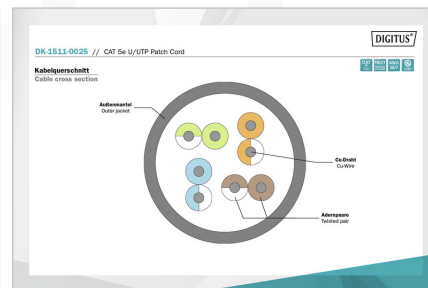 DIGITUS®
DK-1511-0025 // CAT 5e U/UTP Patch Cord
Kabelquerschnitt
Cable cross section
Außenmantel
Outer jacket
Cu-Draht
Cu-Wire
Adernpaare
Twisted pair